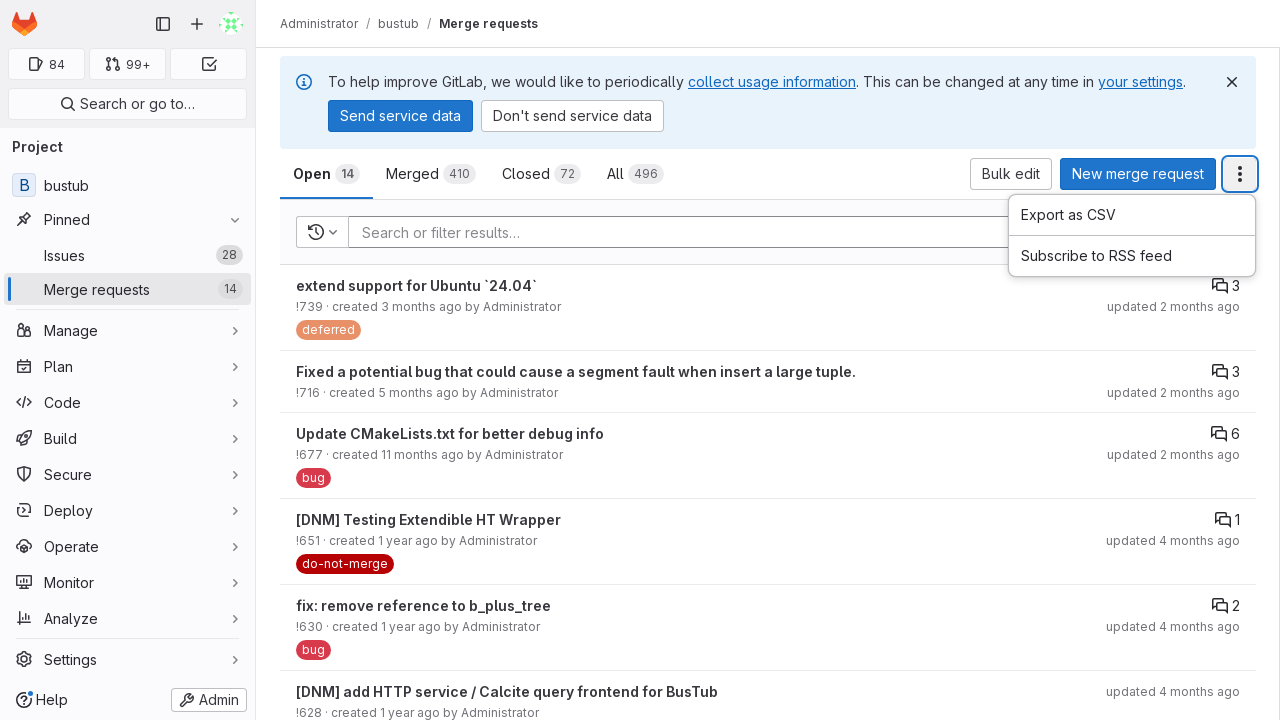 Administrator / bustub / Merge requests
84
99+
Search or go to…
Project
B bustub
Pinned
Issues 28
Merge requests 14
Manage
Plan
Code
Build
Secure
Deploy
Operate
Monitor
Analyze
Settings
Help
Admin
To help improve GitLab, we would like to periodically collect usage information. This can be changed at any time in your settings.
Send service data
Don't send service data
Open 14
Merged 410
Closed 72
All 496
Bulk edit
New merge request
Export as CSV
Subscribe to RSS feed
Search or filter results…
extend support for Ubuntu `24.04`
3
!739 · created 3 months ago by Administrator
updated 2 months ago
deferred
Fixed a potential bug that could cause a segment fault when insert a large tuple.
3
!716 · created 5 months ago by Administrator
updated 2 months ago
Update CMakeLists.txt for better debug info
6
!677 · created 11 months ago by Administrator
updated 2 months ago
bug
[DNM] Testing Extendible HT Wrapper
1
!651 · created 1 year ago by Administrator
updated 4 months ago
do-not-merge
fix: remove reference to b_plus_tree
2
!630 · created 1 year ago by Administrator
updated 4 months ago
bug
[DNM] add HTTP service / Calcite query frontend for BusTub
updated 4 months ago
!628 · created 1 year ago by Administrator